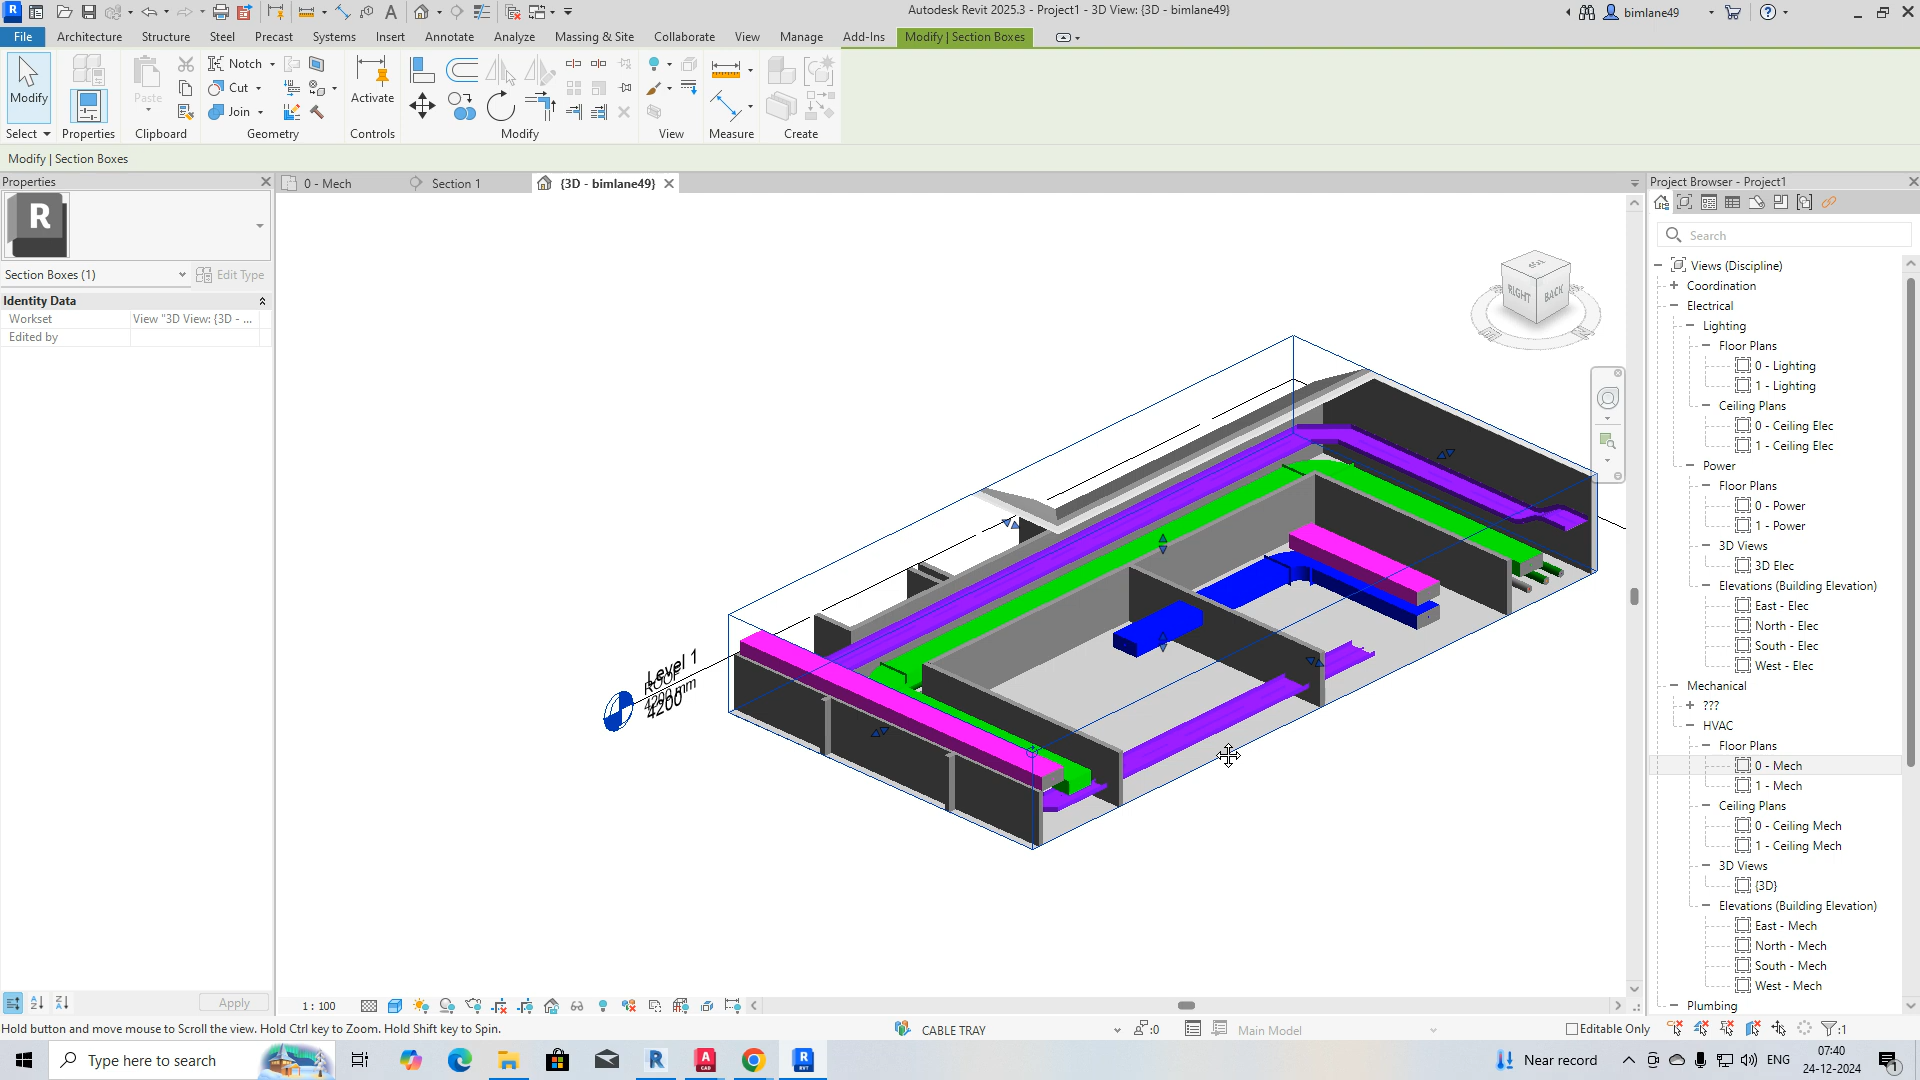 Autodesk Revit 2025.3 - Project1 - 3D View: {3D - bimlane49}
bimlane49
File Architecture Structure Steel Precast Systems Insert Annotate Analyze Massing & Site Collaborate View Manage Add-Ins Modify | Section Boxes
Modify Paste Notch Cut Join Activate
Select Properties Clipboard Geometry Controls Modify View Measure Create
Modify | Section Boxes
Properties
R
Section Boxes (1) Edit Type
Identity Data
Workset View "3D View: {3D - ...
Edited by
Apply
0 - Mech Section 1 {3D - bimlane49}
RIGHT BACK
Level 1
ROOF
4200 mm
4200
1 : 100
Project Browser - Project1
Search
Views (Discipline)
Coordination
Electrical
Lighting
Floor Plans
0 - Lighting
1 - Lighting
Ceiling Plans
0 - Ceiling Elec
1 - Ceiling Elec
Power
Floor Plans
0 - Power
1 - Power
3D Views
3D Elec
Elevations (Building Elevation)
East - Elec
North - Elec
South - Elec
West - Elec
Mechanical
???
HVAC
Floor Plans
0 - Mech
1 - Mech
Ceiling Plans
0 - Ceiling Mech
1 - Ceiling Mech
3D Views
{3D}
Elevations (Building Elevation)
East - Mech
North - Mech
South - Mech
West - Mech
Plumbing
Hold button and move mouse to Scroll the view. Hold Ctrl key to Zoom. Hold Shift key to Spin.
CABLE TRAY :0 Main Model Editable Only :1
Type here to search
Near record ENG 07:40
24-12-2024